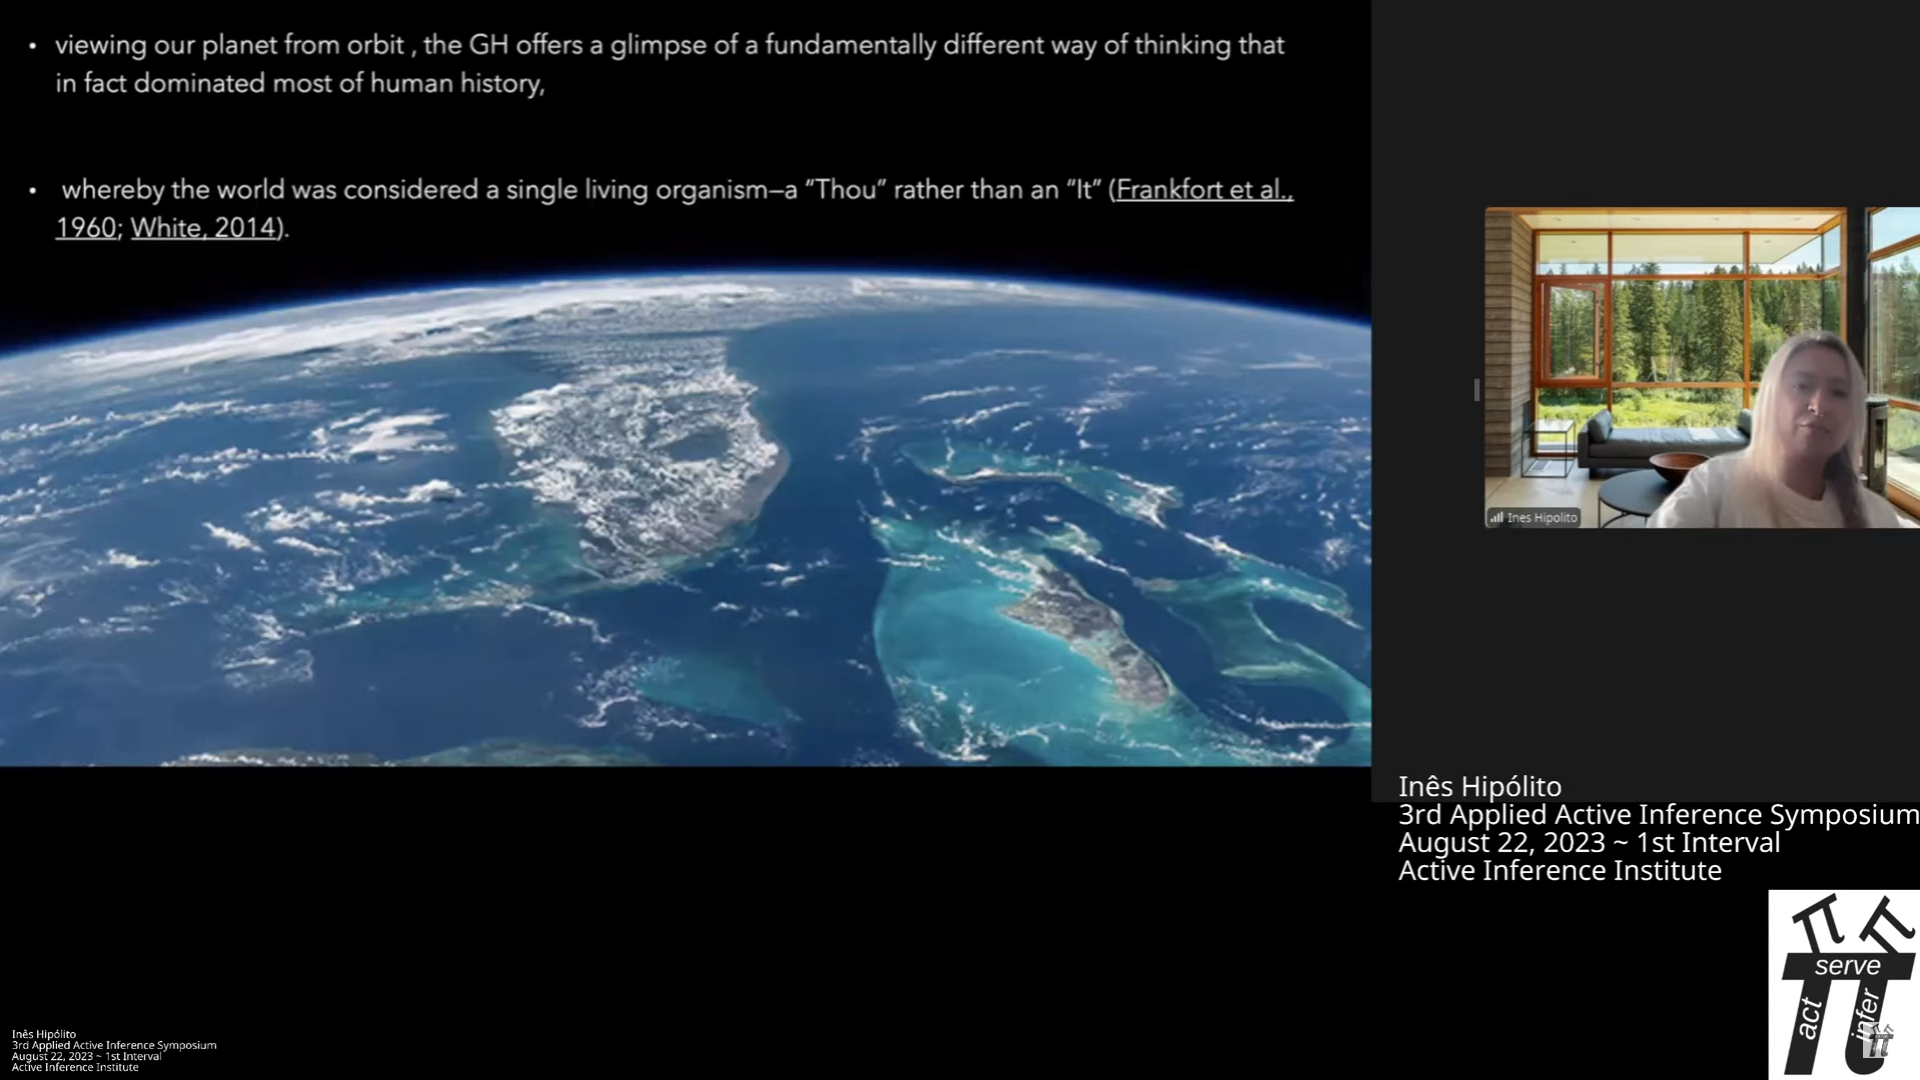 • viewing our planet from orbit , the GH offers a glimpse of a fundamentally different way of thinking that
in fact dominated most of human history,
• whereby the world was considered a single living organism—a “Thou” rather than an “It” (Frankfort et al.,
1960; White, 2014).
Ines Hipolito
Inês Hipólito
3rd Applied Active Inference Symposium
August 22, 2023 ~ 1st Interval
Active Inference Institute
serve
act
infer
Inês Hipólito
3rd Applied Active Inference Symposium
August 22, 2023 ~ 1st Interval
Active Inference Institute